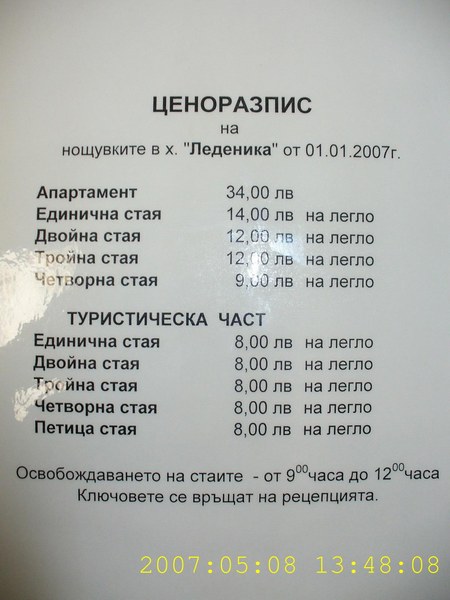 ЦЕНОРАЗПИС
на
нощувките в х. "Леденика" от 01.01.2007г.
Апартамент 34,00 лв
Единична стая 14,00 лв на легло
Двойна стая 12,00 лв на легло
Тройна стая 12,00 лв на легло
Четворна стая 9,00 лв на легло
ТУРИСТИЧЕСКА ЧАСТ
Единична стая 8,00 лв на легло
Двойна стая 8,00 лв на легло
Тройна стая 8,00 лв на легло
Четворна стая 8,00 лв на легло
Петица стая 8,00 лв на легло
Освобождаването на стаите - от 9⁰⁰часа до 12⁰⁰часа
Ключовете се връщат на рецепцията.
2007:05:08 13:48:08